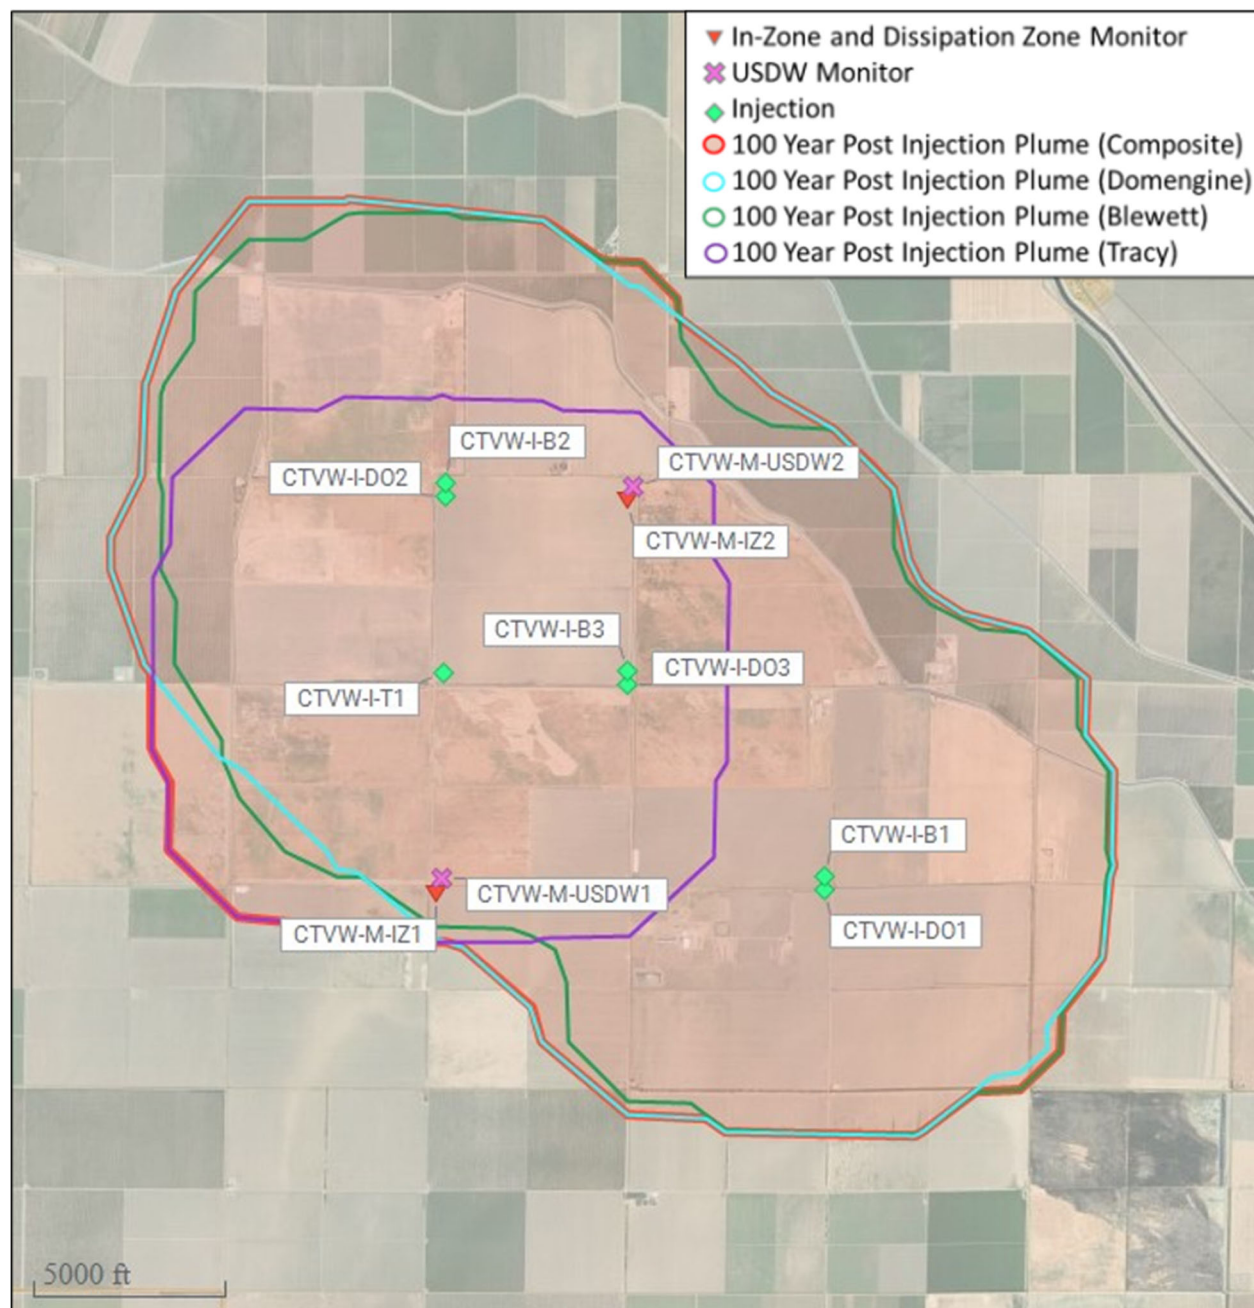 In-Zone and Dissipation Zone Monitor
USDW Monitor
Injection
100 Year Post Injection Plume (Composite)
100 Year Post Injection Plume (Domengine)
100 Year Post Injection Plume (Blewett)
100 Year Post Injection Plume (Tracy)
CTVW-I-B2
CTVW-M-USDW2
CTVW-I-DO2
CTVW-M-IZ2
CTVW-I-B3
CTVW-I-DO3
CTVW-I-T1
CTVW-I-B1
CTVW-M-USDW1
CTVW-I-DO1
CTVW-M-IZ1
5000 ft